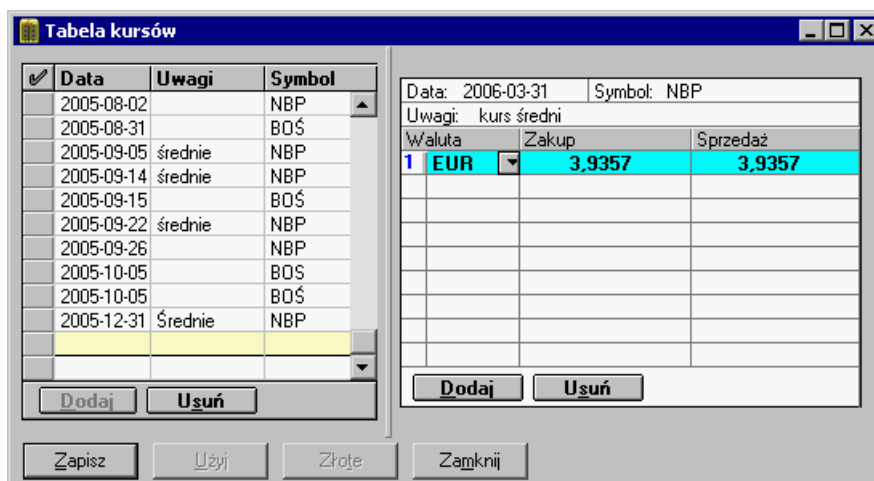 Tabela kursów
Data Uwagi Symbol
2005-08-02 NBP
2005-08-31 BOŚ
2005-09-05 średnie NBP
2005-09-14 średnie NBP
2005-09-15 BOŚ
2005-09-22 średnie NBP
2005-09-26 NBP
2005-10-05 BOŚ
2005-10-05 BOŚ
2005-12-31 Średnie NBP
Dodaj Usuń
Data: 2006-03-31 Symbol: NBP
Uwagi: kurs średni
Waluta Zakup Sprzedaż
1 EUR 3,9357 3,9357
Dodaj Usuń
Zapisz Użyj Złote Zamknij